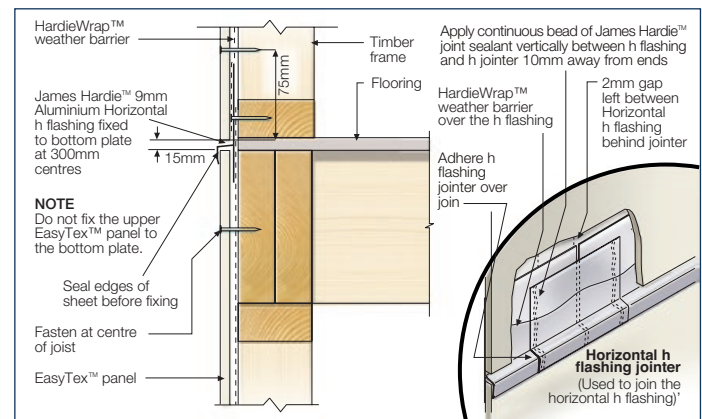 HardieWrap™
weather barrier
James Hardie™ 9mm
Aluminium Horizontal
h flashing fixed
to bottom plate
at 300mm
centres
NOTE
Do not fix the upper
EasyTex™ panel to
the bottom plate.
Seal edges of
sheet before fixing
Fasten at centre
of joist
EasyTex™ panel
75mm
15mm
Timber
frame
Flooring
Apply continuous bead of James Hardie™
joint sealant vertically between h flashing
and h jointer 10mm away from ends
HardieWrap™
weather barrier
over the h flashing
2mm gap
left between
Horizontal
h flashing
behind jointer
Adhere h
flashing
jointer over
join
Horizontal h
flashing jointer
(Used to join the
horizontal h flashing)'